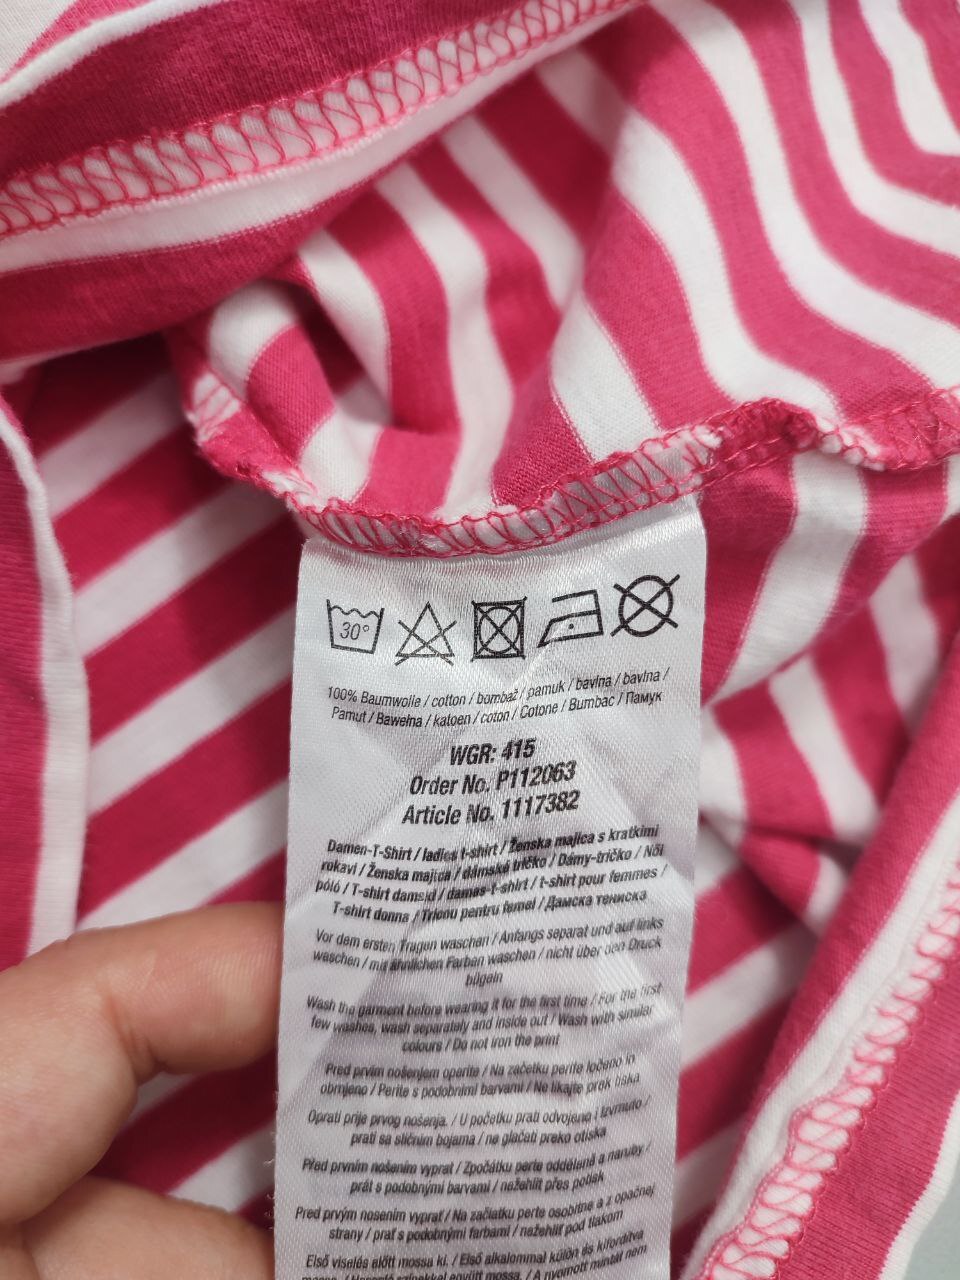 30°
100% Baumwolle / cotton / bombaž / pamuk / bavlna / bavlna /
Pamut / Bawełna / katoen / coton / Cotone / Bumbac / Памук
WGR: 415
Order No. P112063
Article No. 1117382
Damen-T-Shirt / ladies t-shirt / Ženska majica s kratkimi
rokavi / Ženska majica / dámské tričko / Dámy-tričko / Női
póló / T-shirt damski / dames-t-shirt / t-shirt pour femmes /
T-shirt donna / Tricou pentru femei / Дамска тениска
Vor dem ersten Tragen waschen / Anfangs separat und auf links
waschen / mit ähnlichen Farben waschen / nicht über den Druck
bügeln
Wash the garment before wearing it for the first time / For the first
few washes, wash separately and inside out / Wash with similar
colours / Do not iron the print
Pred prvim nošenjem operite / Na začetku perite ločeno in
obrnjeno / Perite s podobnimi barvami / Ne likajte prek tiska
Oprati prije prvog nošenja. / U početku prati odvojeno i izvrnuto /
prati sa sličnim bojama / ne glačati preko otiska
Před prvním nošením vyprat / Zpočátku perte odděleně a naruby /
prát s podobnými barvami / nežehlit přes potisk
Pred prvým nosením vyprať / Na začiatku perte osobitne a z opačnej
strany / prať s podobnými farbami / nežehliť pod tlakom
Első viselés előtt mossa ki. / Első alkalommal külön és kifordítva
mossa. / Hasonló színekkel együtt mossa. / A nyomott mintát nem